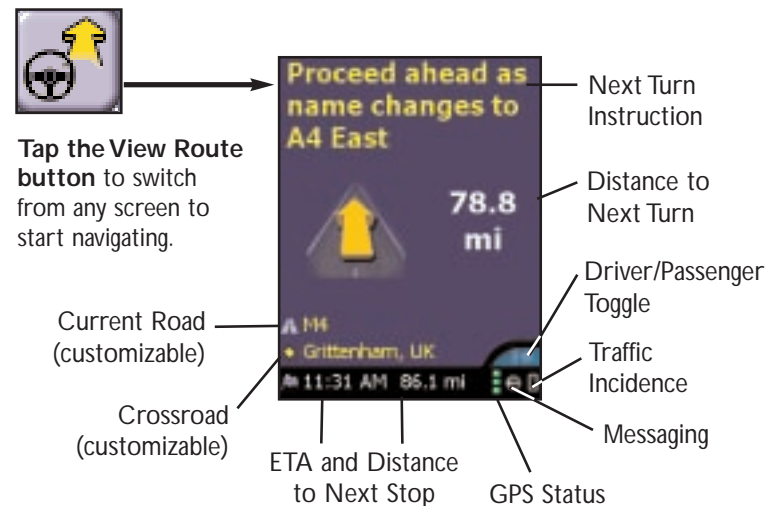 Tap the View Route
button to switch
from any screen to
start navigating.
Proceed ahead as
name changes to
A4 East
78.8
mi
M4
Grittenham, UK
11:31 AM 86.1 mi
Next Turn
Instruction
Distance to
Next Turn
Driver/Passenger
Toggle
Traffic
Incidence
Messaging
GPS Status
ETA and Distance
to Next Stop
Crossroad
(customizable)
Current Road
(customizable)